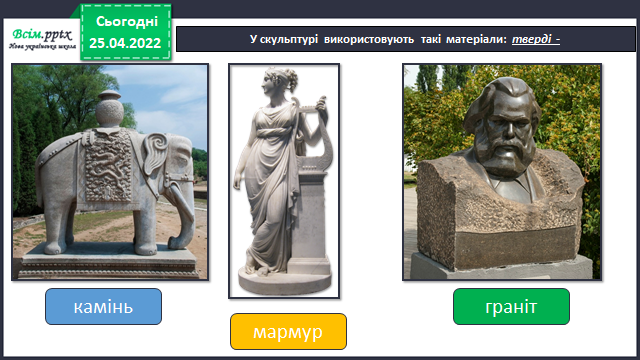 Всім.pptx
Нова українська школа
Сьогодні
25.04.2022
У скульптурі використовують такі матеріали: тверді -
камінь
мармур
граніт